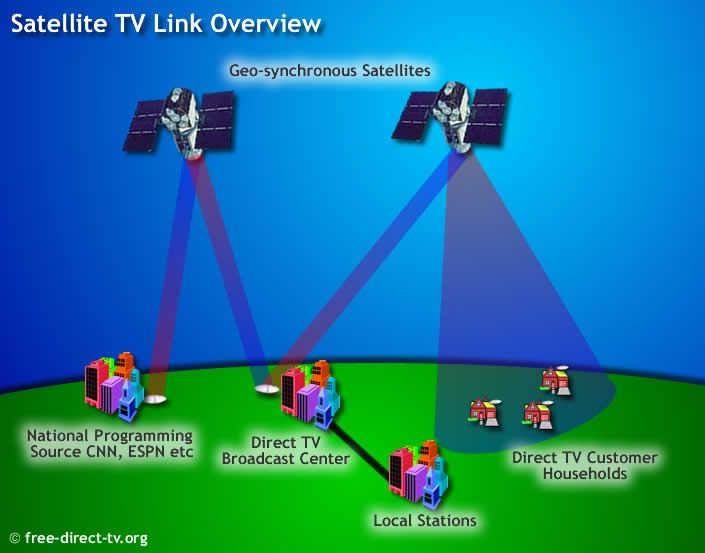 Satellite TV Link Overview
Geo-synchronous Satellites
National Programming
Source CNN, ESPN etc
Direct TV
Broadcast Center
Local Stations
Direct TV Customer
Households
© free-direct-tv.org